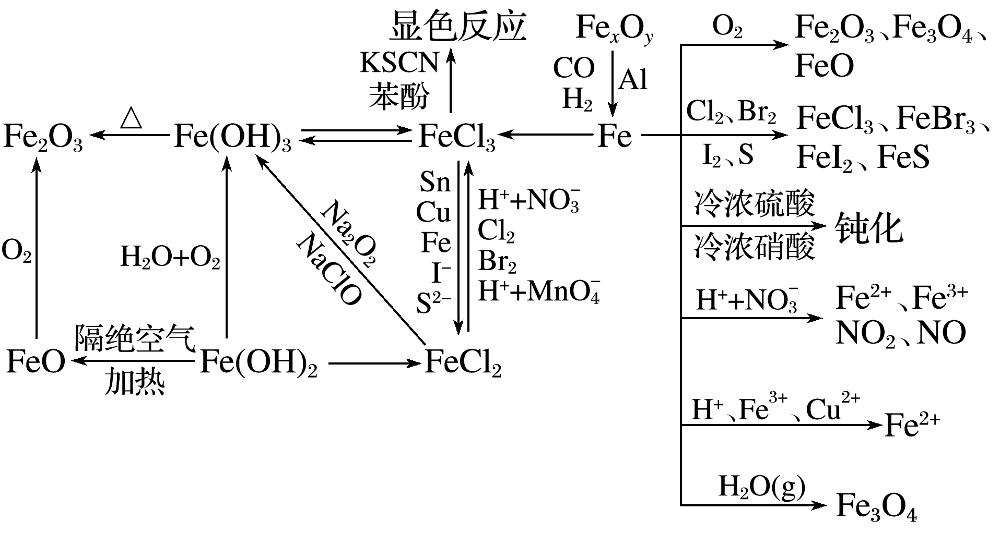 显色反应
KSCN
苯酚
FexOy
CO
H2
Al
O2
Fe2O3、Fe3O4、
FeO
Fe2O3
△
Fe(OH)3
FeCl3
Fe
Cl2、Br2
I2、S
FeCl3、FeBr3、
FeI2、FeS
冷浓硫酸
冷浓硝酸
钝化
O2
H2O+O2
Na2O2
NaClO
Sn
Cu
Fe
I−
S2−
H++NO3−
Cl2
Br2
H++MnO4−
H++NO3−
Fe2+、Fe3+
NO2、NO
FeO
隔绝空气
加热
Fe(OH)2
FeCl2
H+、Fe3+、Cu2+
Fe2+
H2O(g)
Fe3O4